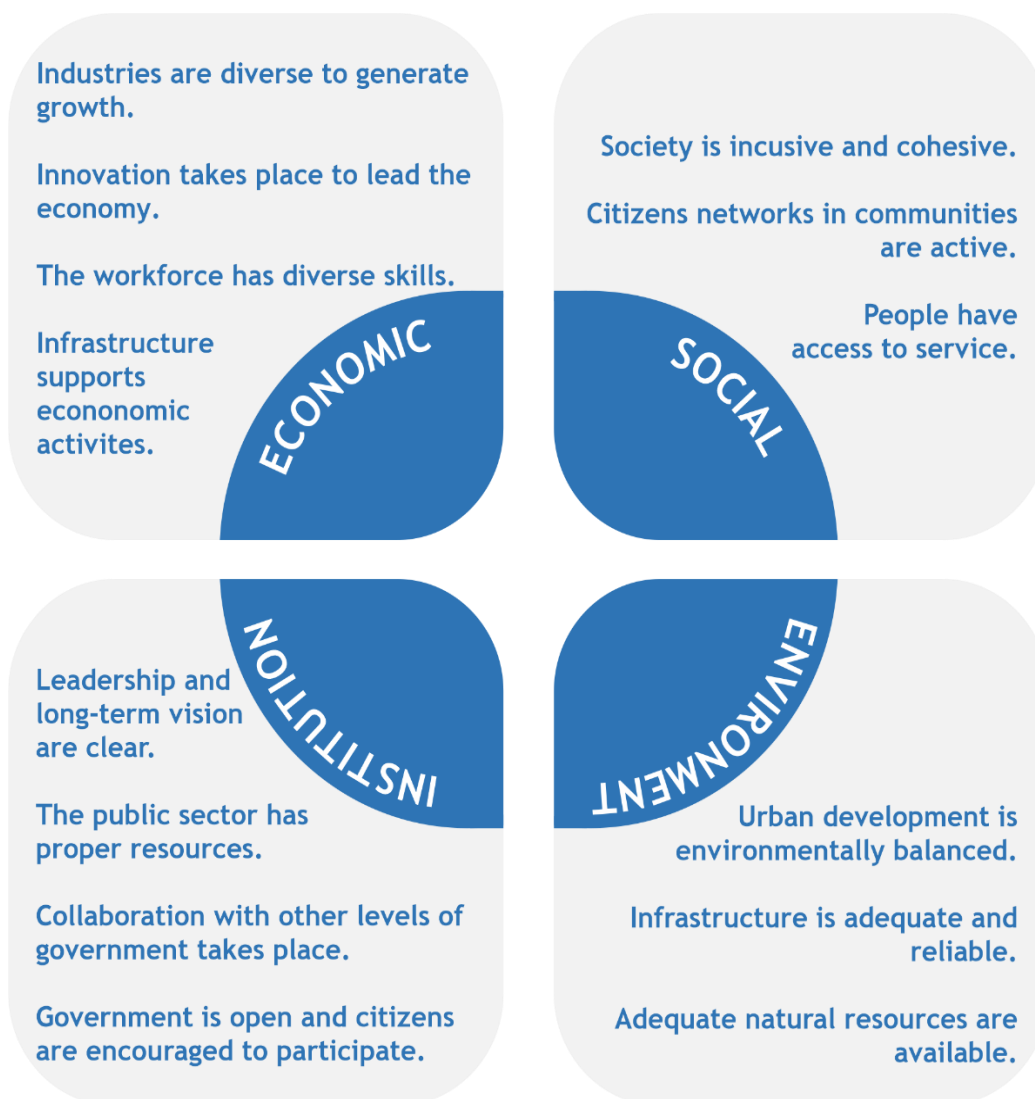 Industries are diverse to generate
growth.
Innovation takes place to lead the
economy.
The workforce has diverse skills.
Infrastructure
supports
econonomic
activites.
ECONOMIC
Society is incusive and cohesive.
Citizens networks in communities
are active.
People have
access to service.
SOCIAL
INSTITUTION
Leadership and
long-term vision
are clear.
The public sector has
proper resources.
Collaboration with other levels of
government takes place.
Government is open and citizens
are encouraged to participate.
ENVIRONMENT
Urban development is
environmentally balanced.
Infrastructure is adequate and
reliable.
Adequate natural resources are
available.